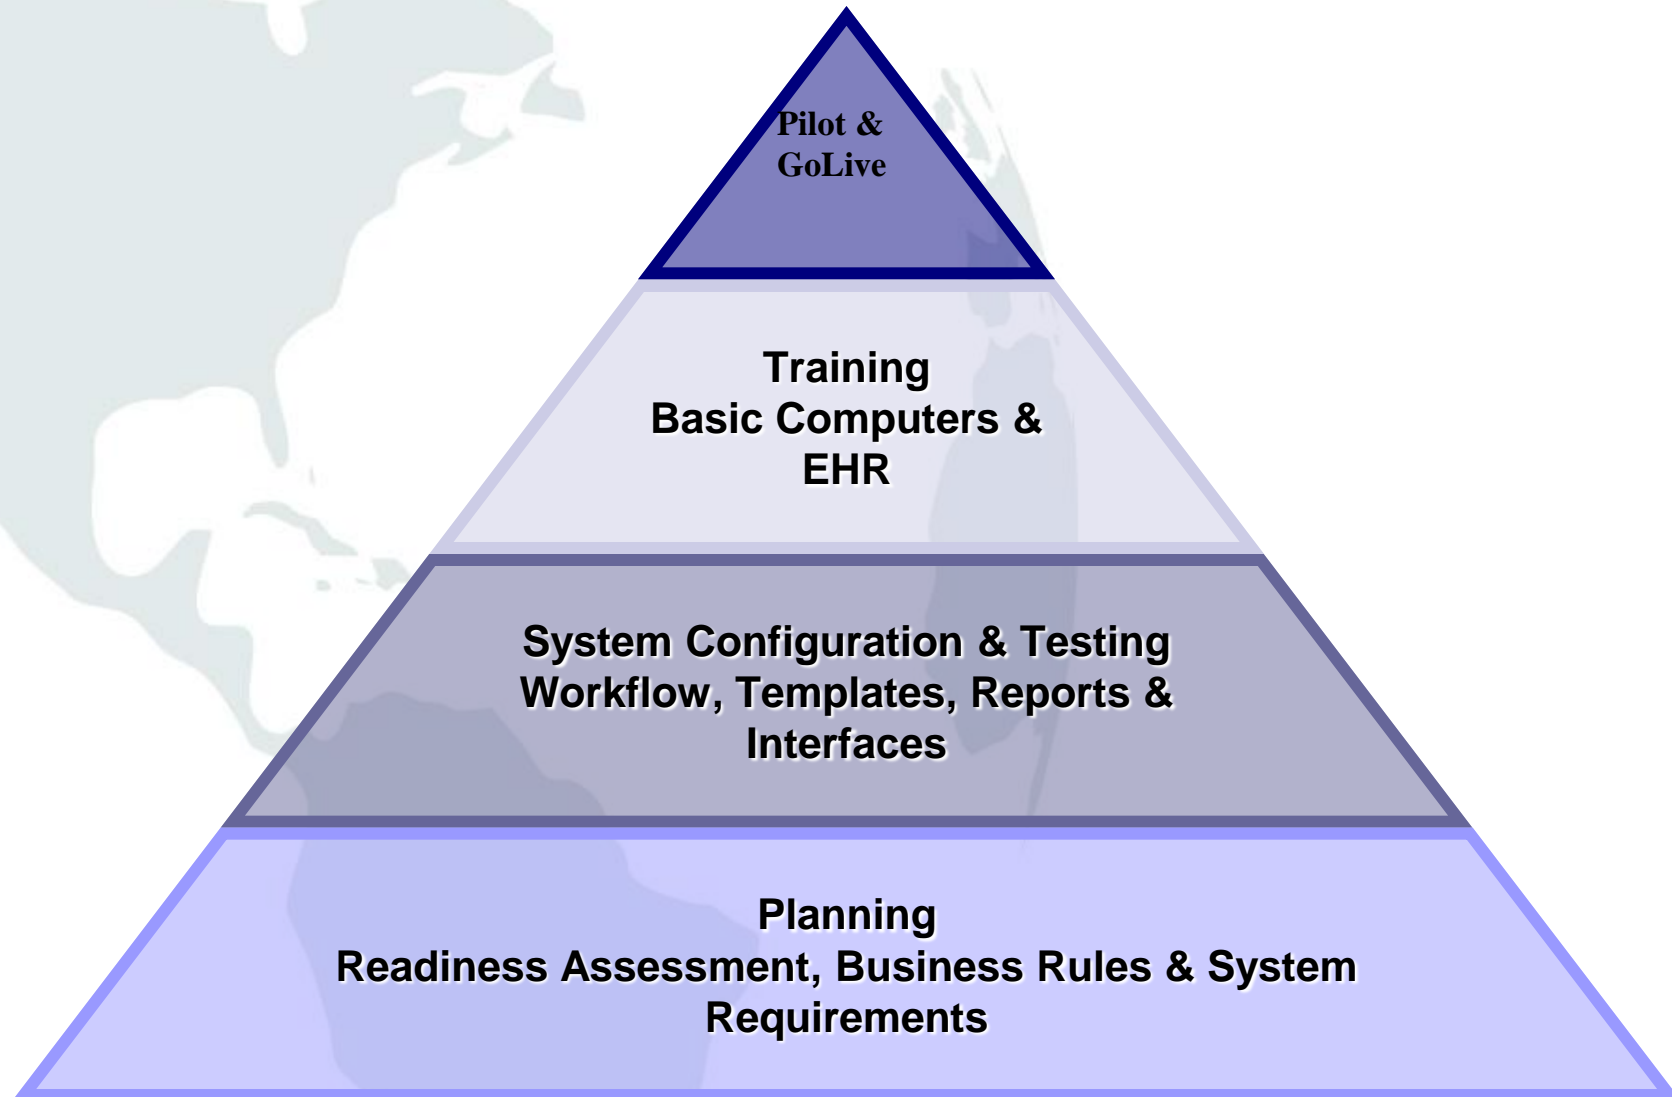 Pilot &
GoLive
Training
Basic Computers &
EHR
System Configuration & Testing
Workflow, Templates, Reports &
Interfaces
Planning
Readiness Assessment, Business Rules & System
Requirements